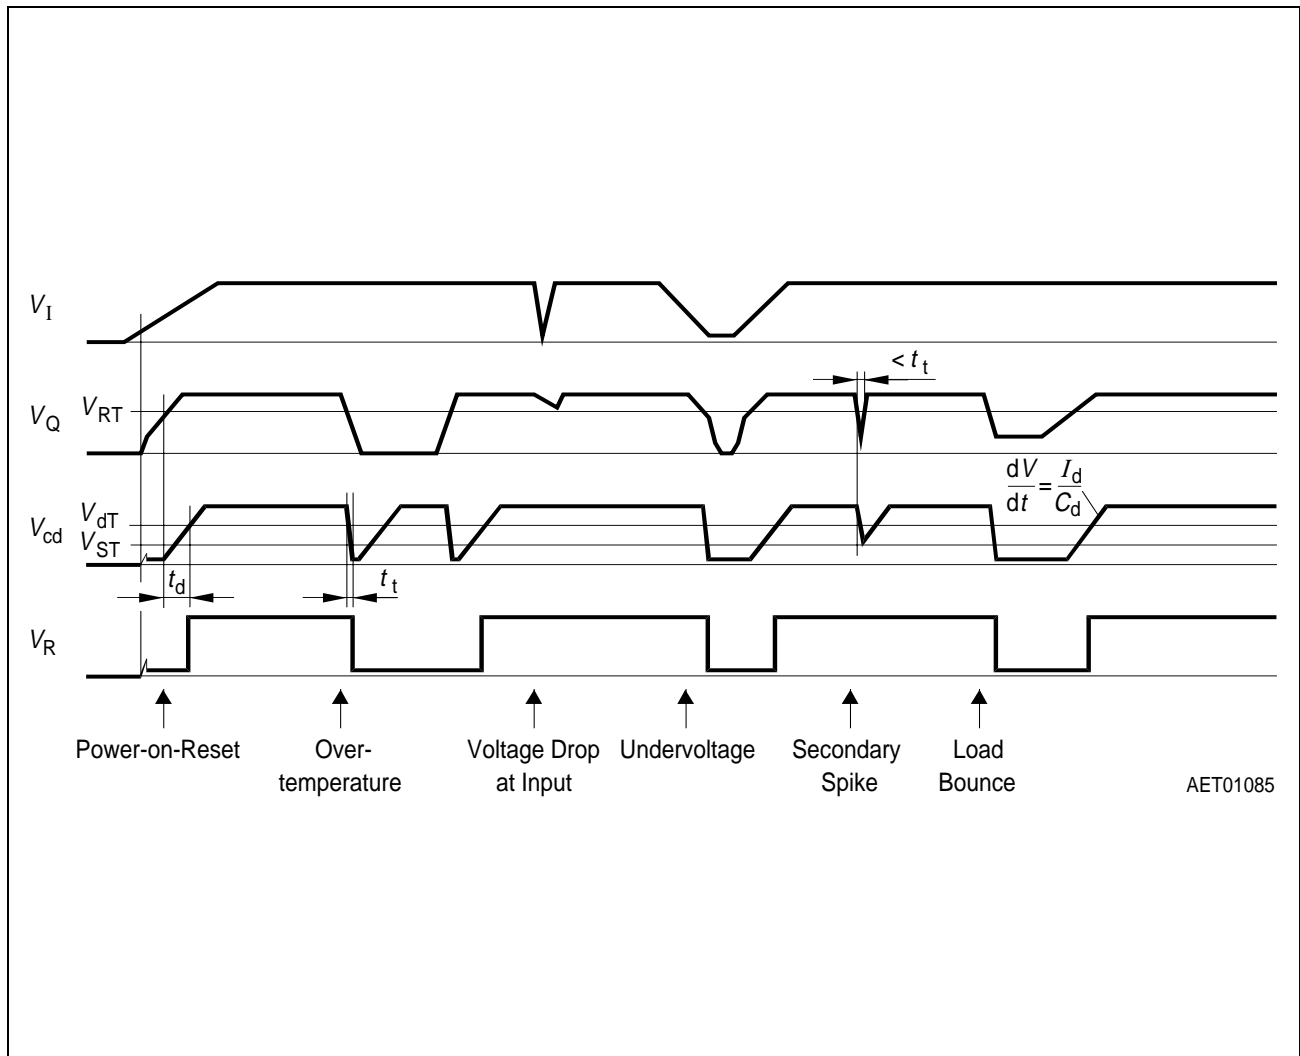 V_I
< t_t
V_Q
V_RT
dV/dt = I_d/C_d
V_cd
V_dT
V_ST
t_d
t_t
V_R
Power-on-Reset
Over-
temperature
Voltage Drop
at Input
Undervoltage
Secondary
Spike
Load
Bounce
AET01085